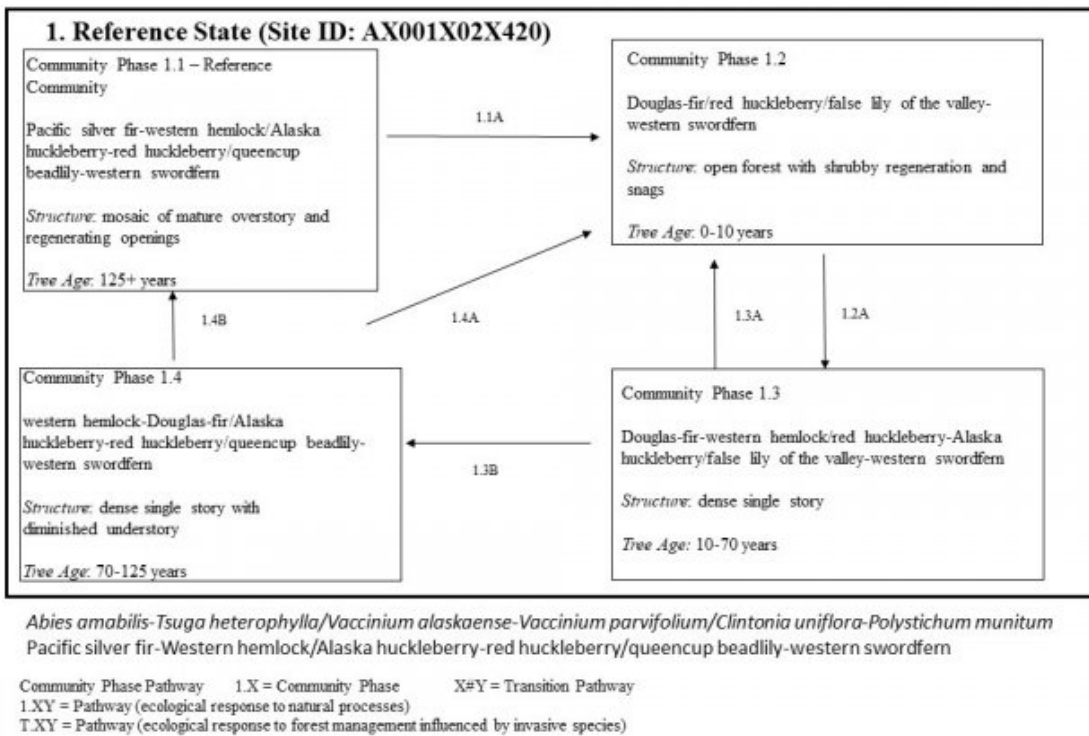 1. Reference State (Site ID: AX001X02X420)
Community Phase 1.1 – Reference
Community
Pacific silver fir-western hemlock/Alaska
huckleberry-red huckleberry/queencup
beadlily-western swordfern
Structure: mosaic of mature overstory and
regenerating openings
Tree Age: 125+ years
1.1A
Community Phase 1.2
Douglas-fir/red huckleberry/false lily of the valley-
western swordfern
Structure: open forest with shrubby regeneration and
snags
Tree Age: 0-10 years
1.4B
1.4A
1.3A
1.2A
Community Phase 1.4
western hemlock-Douglas-fir/Alaska
huckleberry-red huckleberry/queencup beadlily-
western swordfern
Structure: dense single story with
diminished understory
Tree Age: 70-125 years
1.3B
Community Phase 1.3
Douglas-fir-western hemlock/red huckleberry-Alaska
huckleberry/false lily of the valley-western swordfern
Structure: dense single story
Tree Age: 10-70 years
Abies amabilis-Tsuga heterophylla/Vaccinium alaskaense-Vaccinium parvifolium/Clintonia uniflora-Polystichum munitum
Pacific silver fir-Western hemlock/Alaska huckleberry-red huckleberry/queencup beadlily-western swordfern
Community Phase Pathway 1.X = Community Phase X#Y = Transition Pathway
1.XY = Pathway (ecological response to natural processes)
T.XY = Pathway (ecological response to forest management influenced by invasive species)